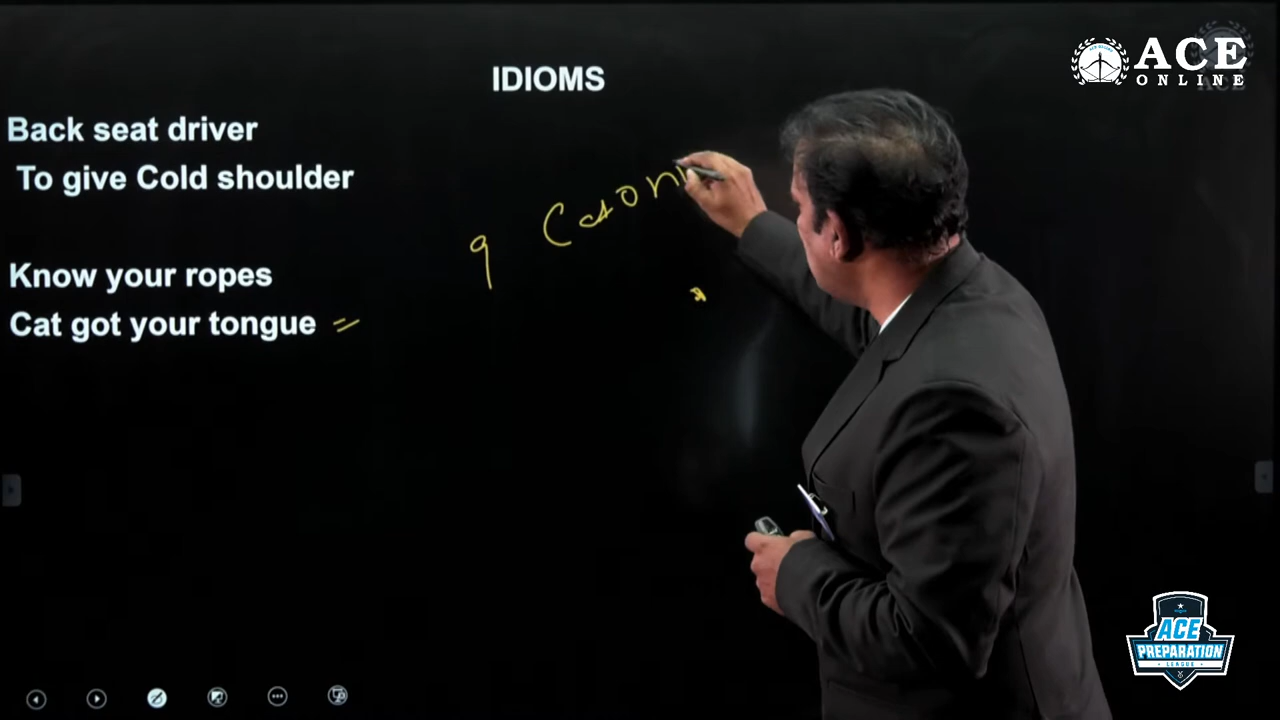 IDIOMS
ACE
ONLINE
Back seat driver
To give Cold shoulder
Know your ropes
Cat got your tongue =
9
ACE
PREPARATION
LEAGUE